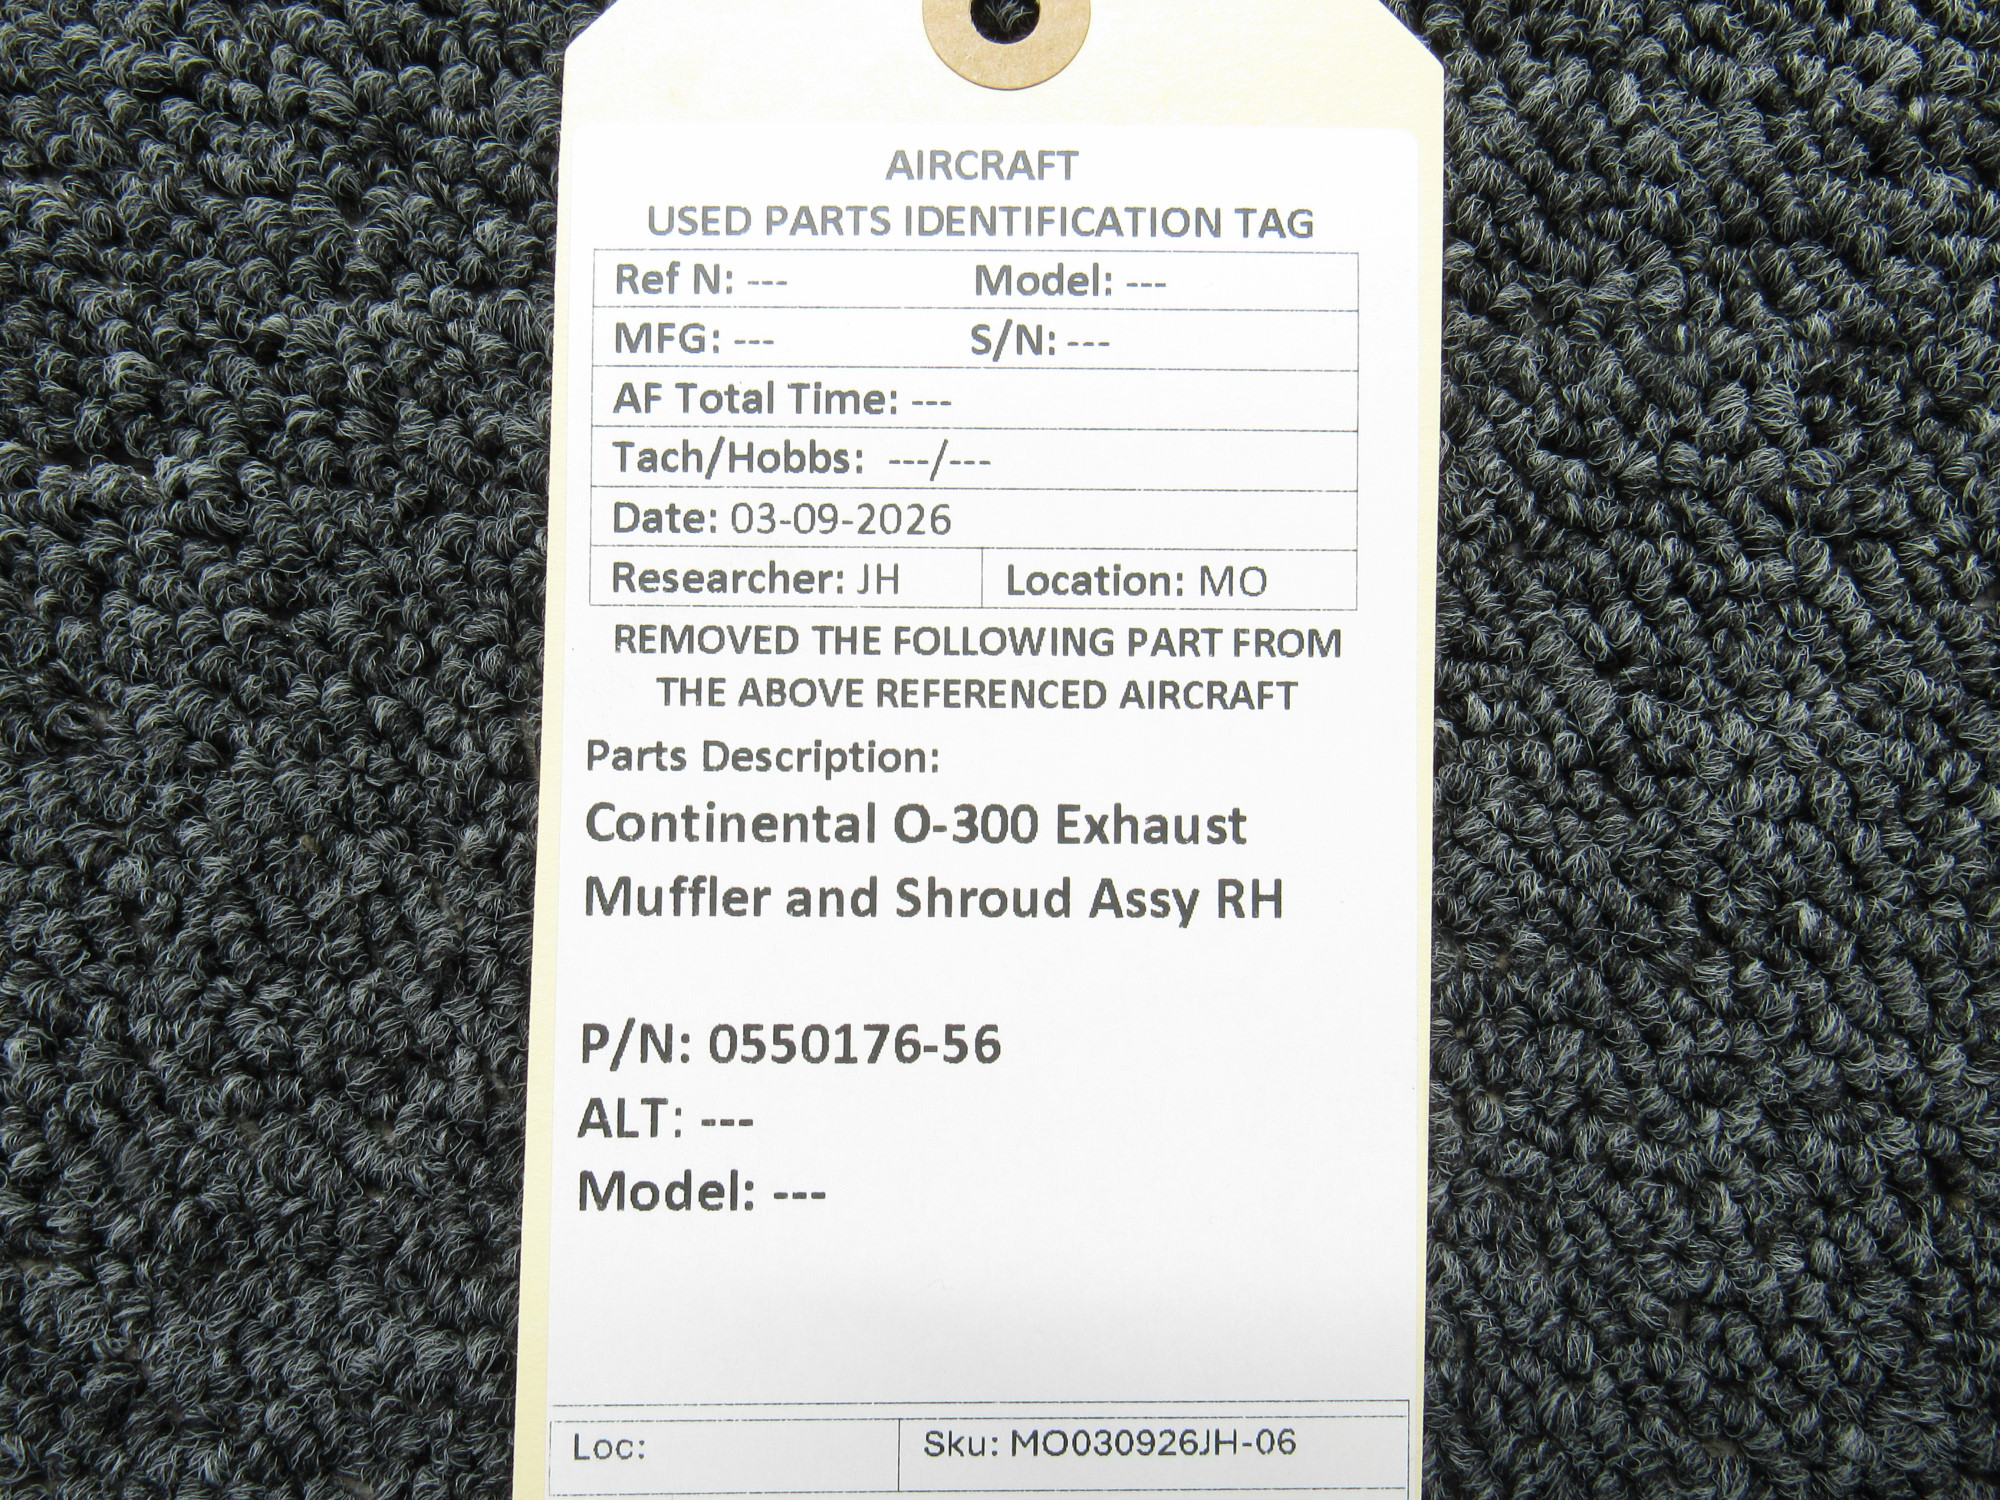 AIRCRAFT
USED PARTS IDENTIFICATION TAG
Ref N: --- Model: ---
MFG: --- S/N: ---
AF Total Time: ---
Tach/Hobbs: ---/---
Date: 03-09-2026
Researcher: JH Location: MO
REMOVED THE FOLLOWING PART FROM
THE ABOVE REFERENCED AIRCRAFT
Parts Description:
Continental O-300 Exhaust
Muffler and Shroud Assy RH
P/N: 0550176-56
ALT: ---
Model: ---
Loc: Sku: MO030926JH-06